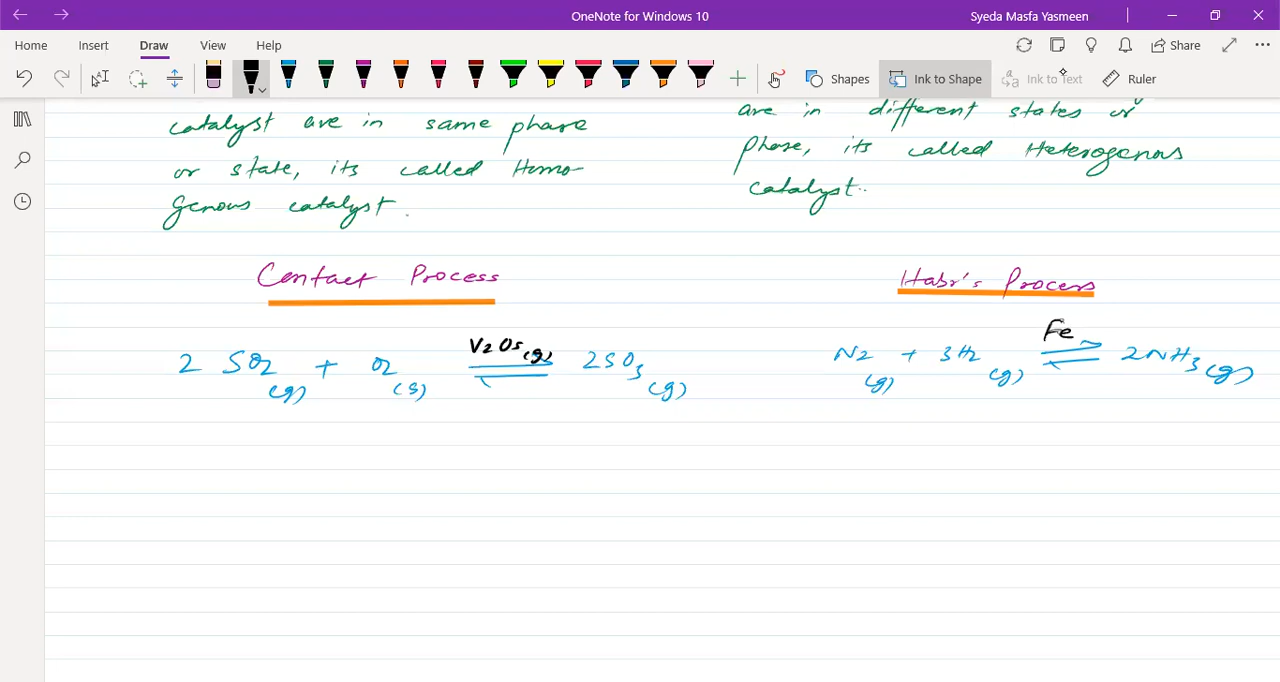 OneNote for Windows 10
Syeda Masfa Yasmeen
Home Insert Draw View Help
Share
Shapes Ink to Shape Ink to Text Ruler
catalyst are in same phase
or state, its called Homo
genous catalyst.
are in different states or
phase, its called Heterogenous
catalyst..
Contact Process
2 SO2 (g) + O2 (s) V2O5 (g) ⇌ 2SO3 (g)
Habr's Process
N2 (g) + 3H2 (g) Fe ⇌ 2NH3 (g)